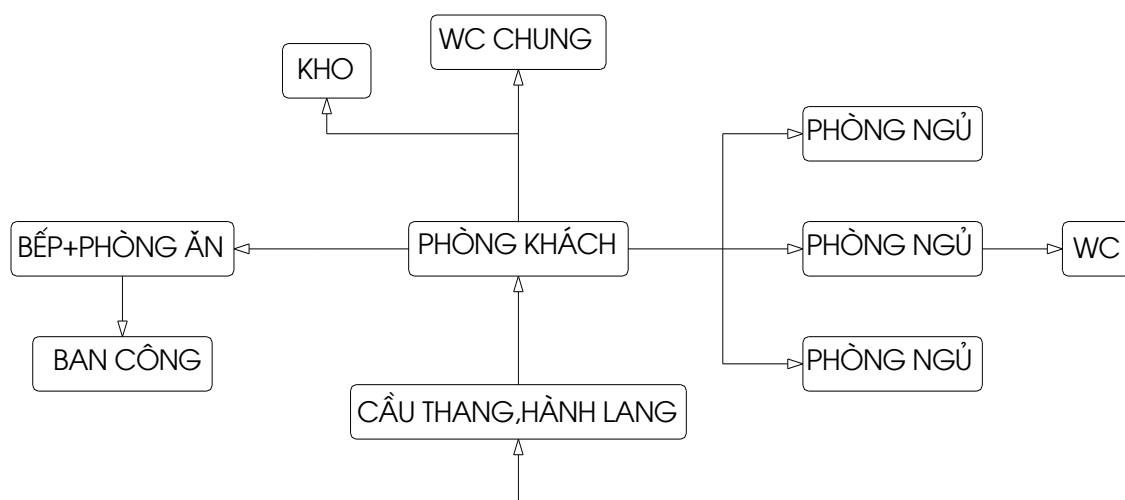 WC CHUNG
KHO
PHÒNG NGỦ
BẾP+PHÒNG ĂN
PHÒNG KHÁCH
PHÒNG NGỦ
WC
BAN CÔNG
PHÒNG NGỦ
CẦU THANG,HÀNH LANG